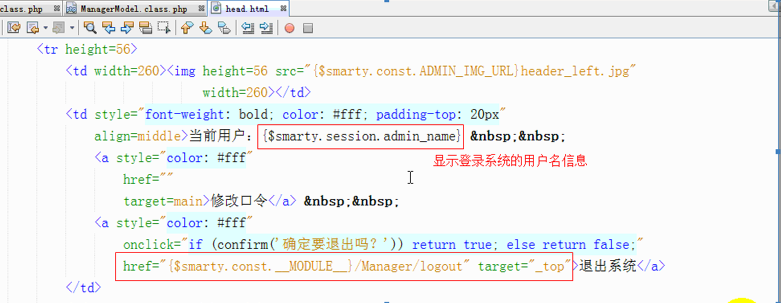 class.php
ManagerModel.class.php
head.html
<tr height=56>
<td width=260><img height=56 src="{$smarty.const.ADMIN_IMG_URL}header_left.jpg"
width=260></td>
<td style="font-weight: bold; color: #fff; padding-top: 20px"
align=middle>当前用户: {$smarty.session.admin_name} &nbsp;&nbsp;
显示登录系统的用户名信息
<a style="color: #fff"
href=""
target=main>修改口令</a> &nbsp;&nbsp;
<a style="color: #fff"
onclick="if (confirm('确定要退出吗?')) return true; else return false;"
href="{$smarty.const.__MODULE__}/Manager/logout" target="_top">退出系统</a>
</td>